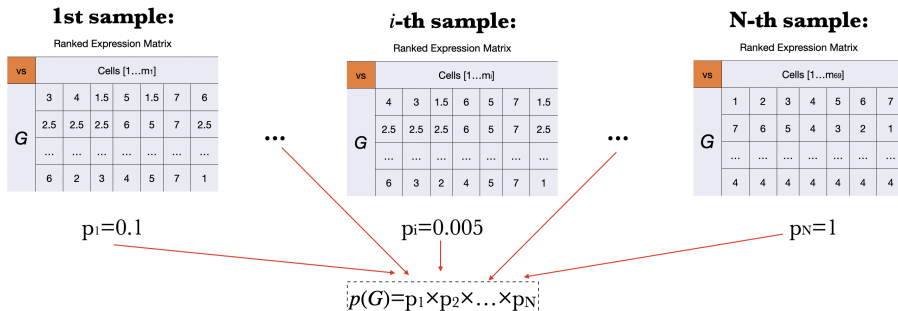 1st sample:
Ranked Expression Matrix
vs Cells [1…m₁]
G
3 4 1.5 5 1.5 7 6
2.5 2.5 2.5 6 5 7 2.5
… … … … … … …
6 2 3 4 5 7 1
p₁=0.1
...
i-th sample:
Ranked Expression Matrix
vs Cells [1…mᵢ]
G
4 3 1.5 6 5 7 1.5
2.5 2.5 2.5 6 5 7 2.5
… … … … … … …
6 3 2 4 5 7 1
pᵢ=0.005
...
N-th sample:
Ranked Expression Matrix
vs Cells [1…m₆₉]
G
1 2 3 4 5 6 7
7 6 5 4 3 2 1
… … … … … … …
4 4 4 4 4 4 4
p_N=1
p(G)=p₁×p₂×…×p_N